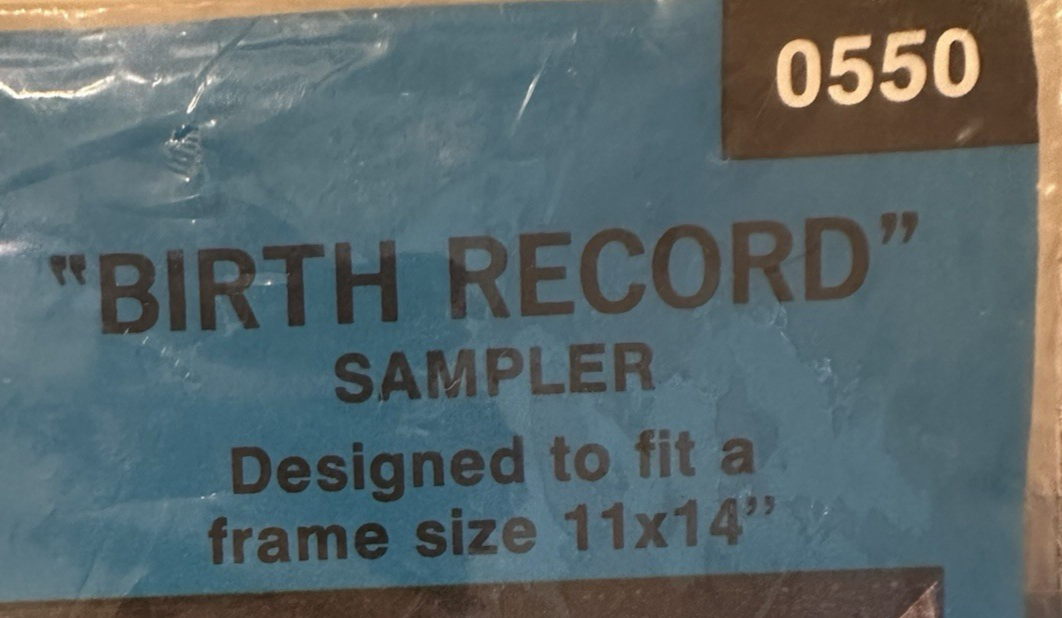 0550
"BIRTH RECORD"
SAMPLER
Designed to fit a
frame size 11x14”